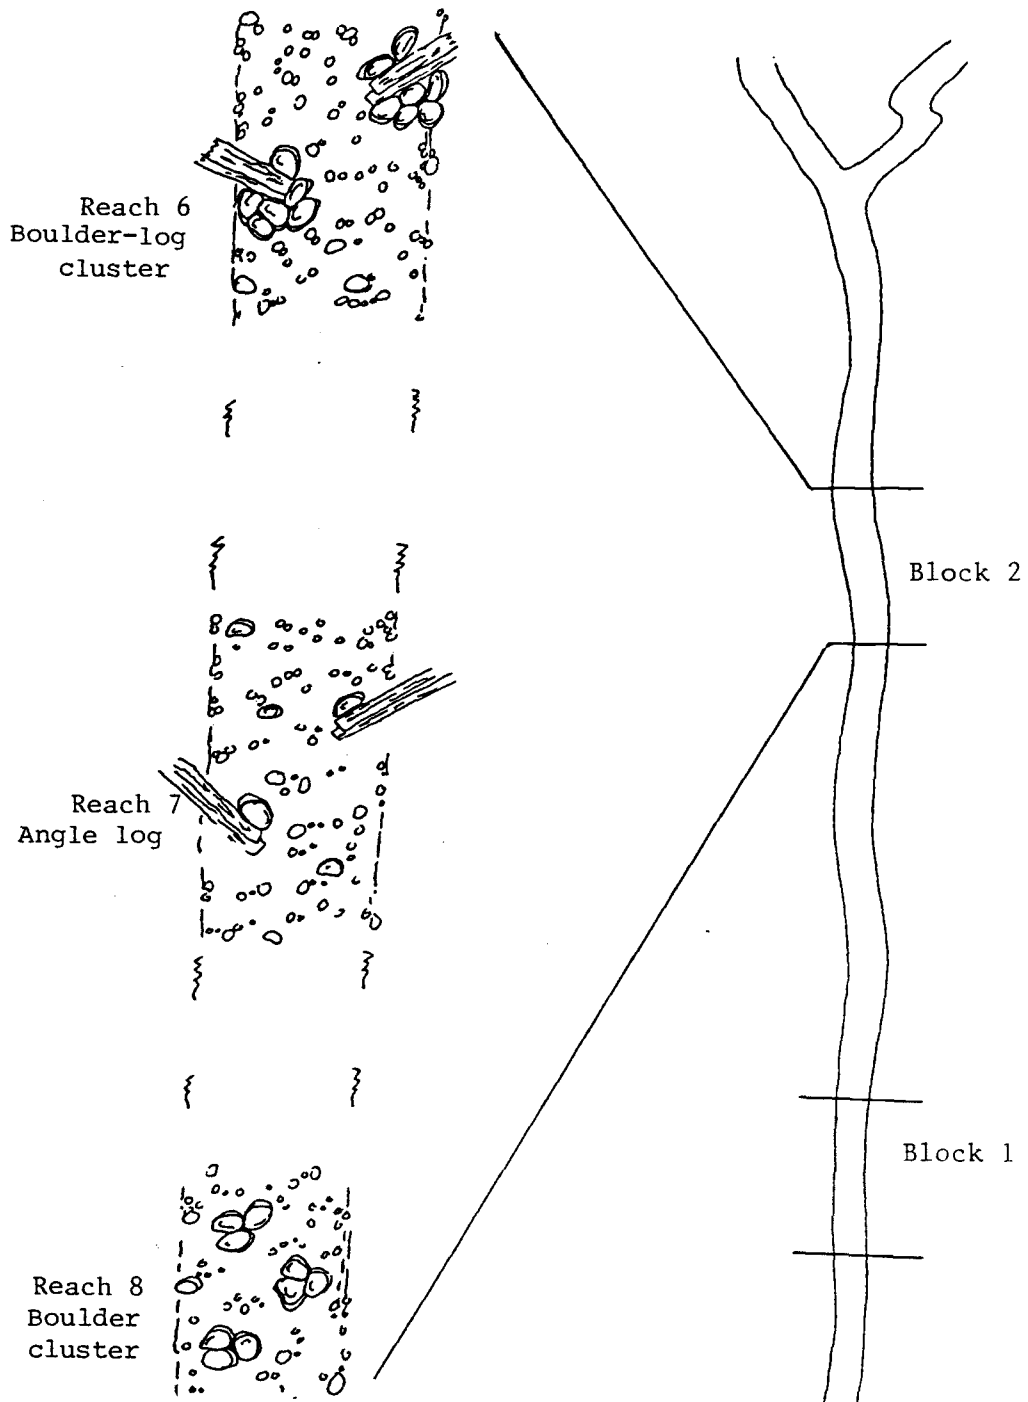 Reach 6
Boulder-log
cluster
Block 2
Reach 7
Angle log
Block 1
Reach 8
Boulder
cluster